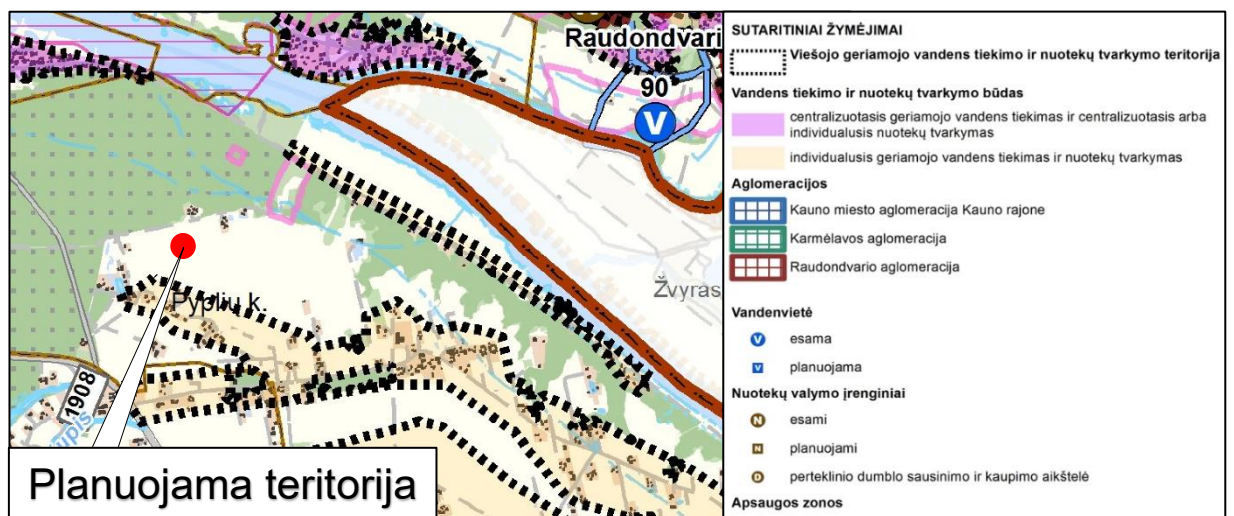 Raudondvari
90
V
Žvyras
Pyplių k.
1908
upis
Planuojama teritorija
SUTARITINIAI ŽYMĖJIMAI
Viešojo geriamojo vandens tiekimo ir nuotekų tvarkymo teritorija
Vandens tiekimo ir nuotekų tvarkymo būdas
centralizuotasis geriamojo vandens tiekimas ir centralizuotasis arba
individualusis nuotekų tvarkymas
individualusis geriamojo vandens tiekimas ir nuotekų tvarkymas
Aglomeracijos
Kauno miesto aglomeracija Kauno rajone
Karmėlavos aglomeracija
Raudondvario aglomeracija
Vandenvietė
V esama
V planuojama
Nuotekų valymo įrenginiai
N esami
N planuojami
D perteklinio dumblo sausinimo ir kaupimo aikštelė
Apsaugos zonos